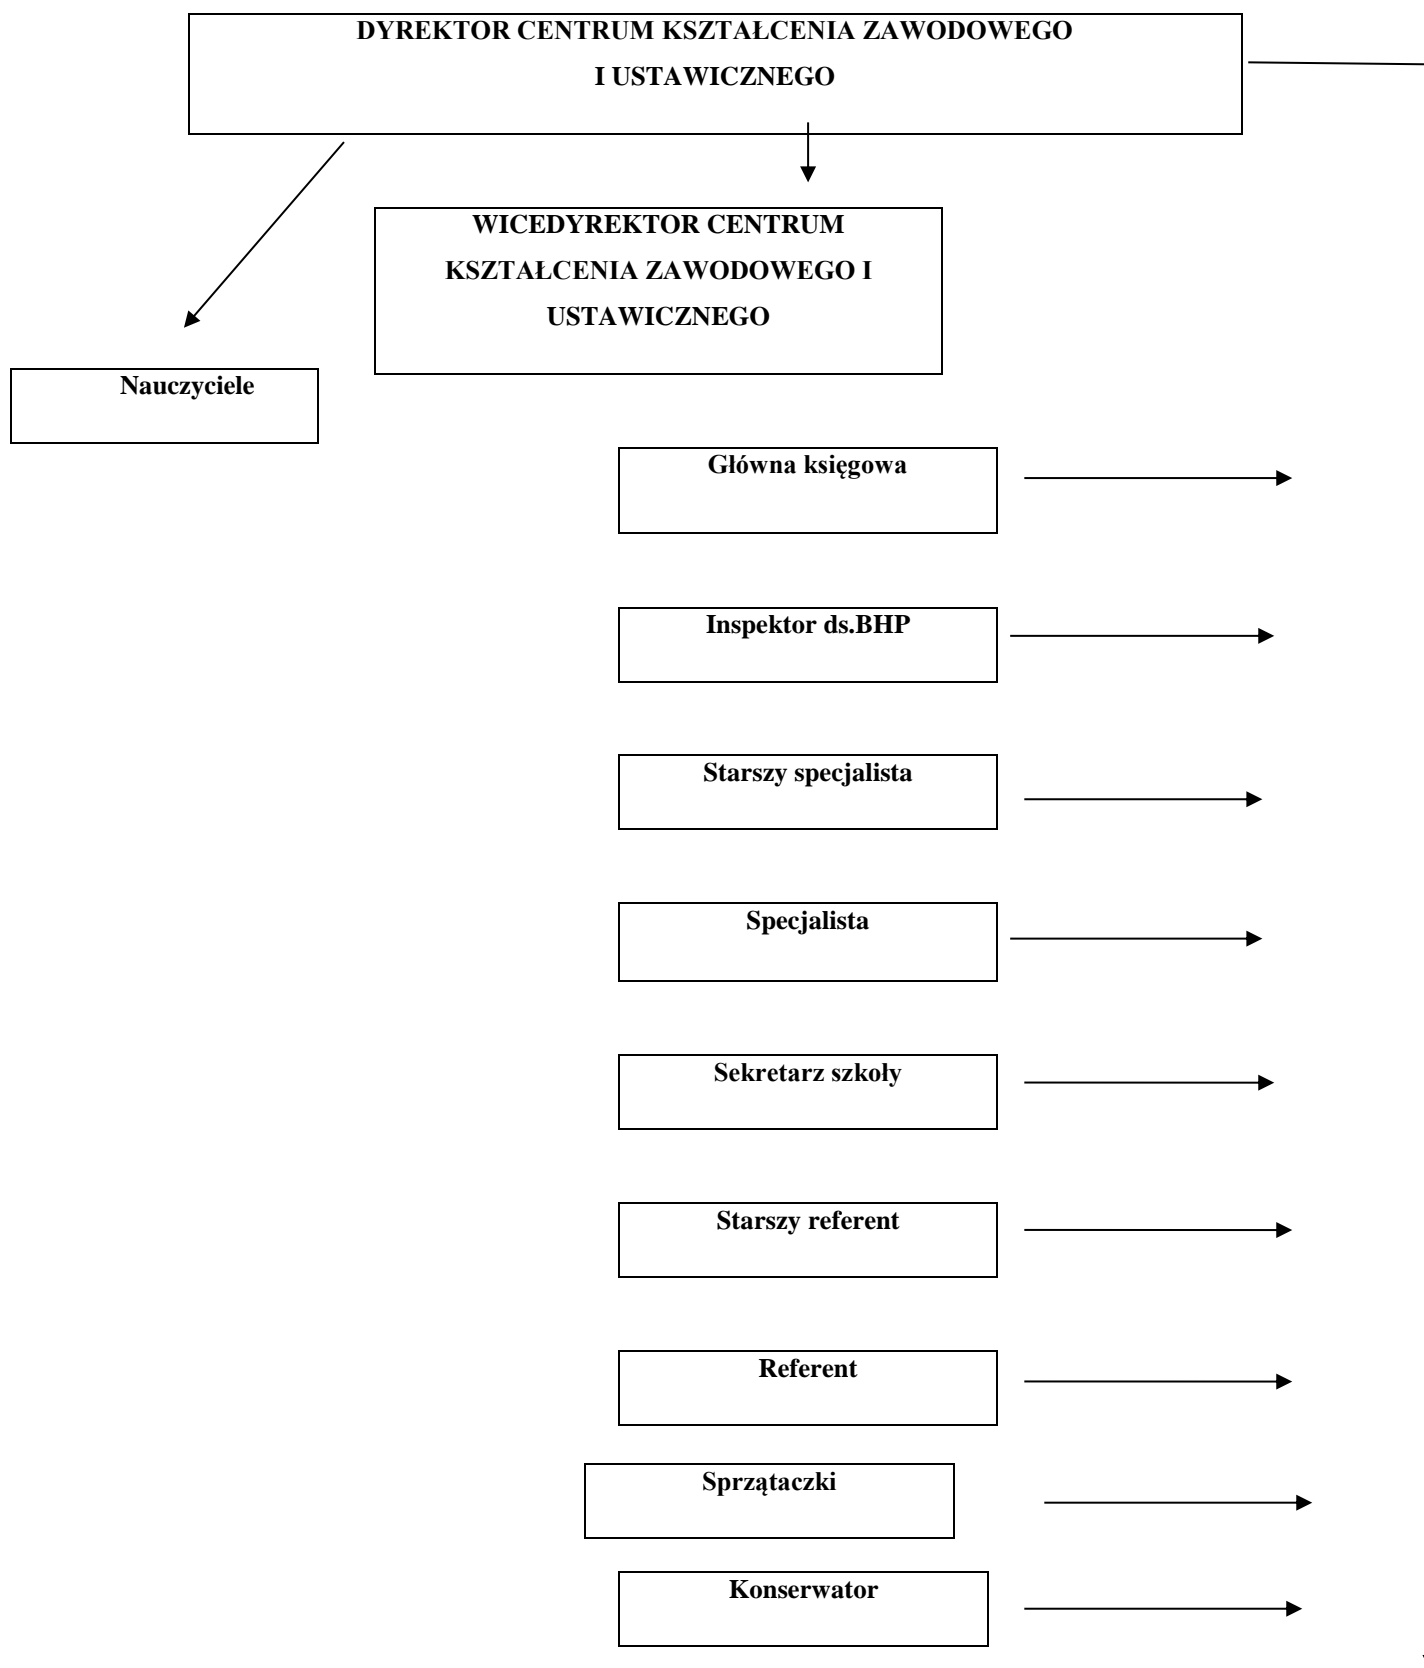 DYREKTOR CENTRUM KSZTAŁCENIA ZAWODOWEGO
I USTAWICZNEGO
WICEDYREKTOR CENTRUM
KSZTAŁCENIA ZAWODOWEGO I
USTAWICZNEGO
Nauczyciele
Główna księgowa
Inspektor ds.BHP
Starszy specjalista
Specjalista
Sekretarz szkoły
Starszy referent
Referent
Sprzątaczki
Konserwator